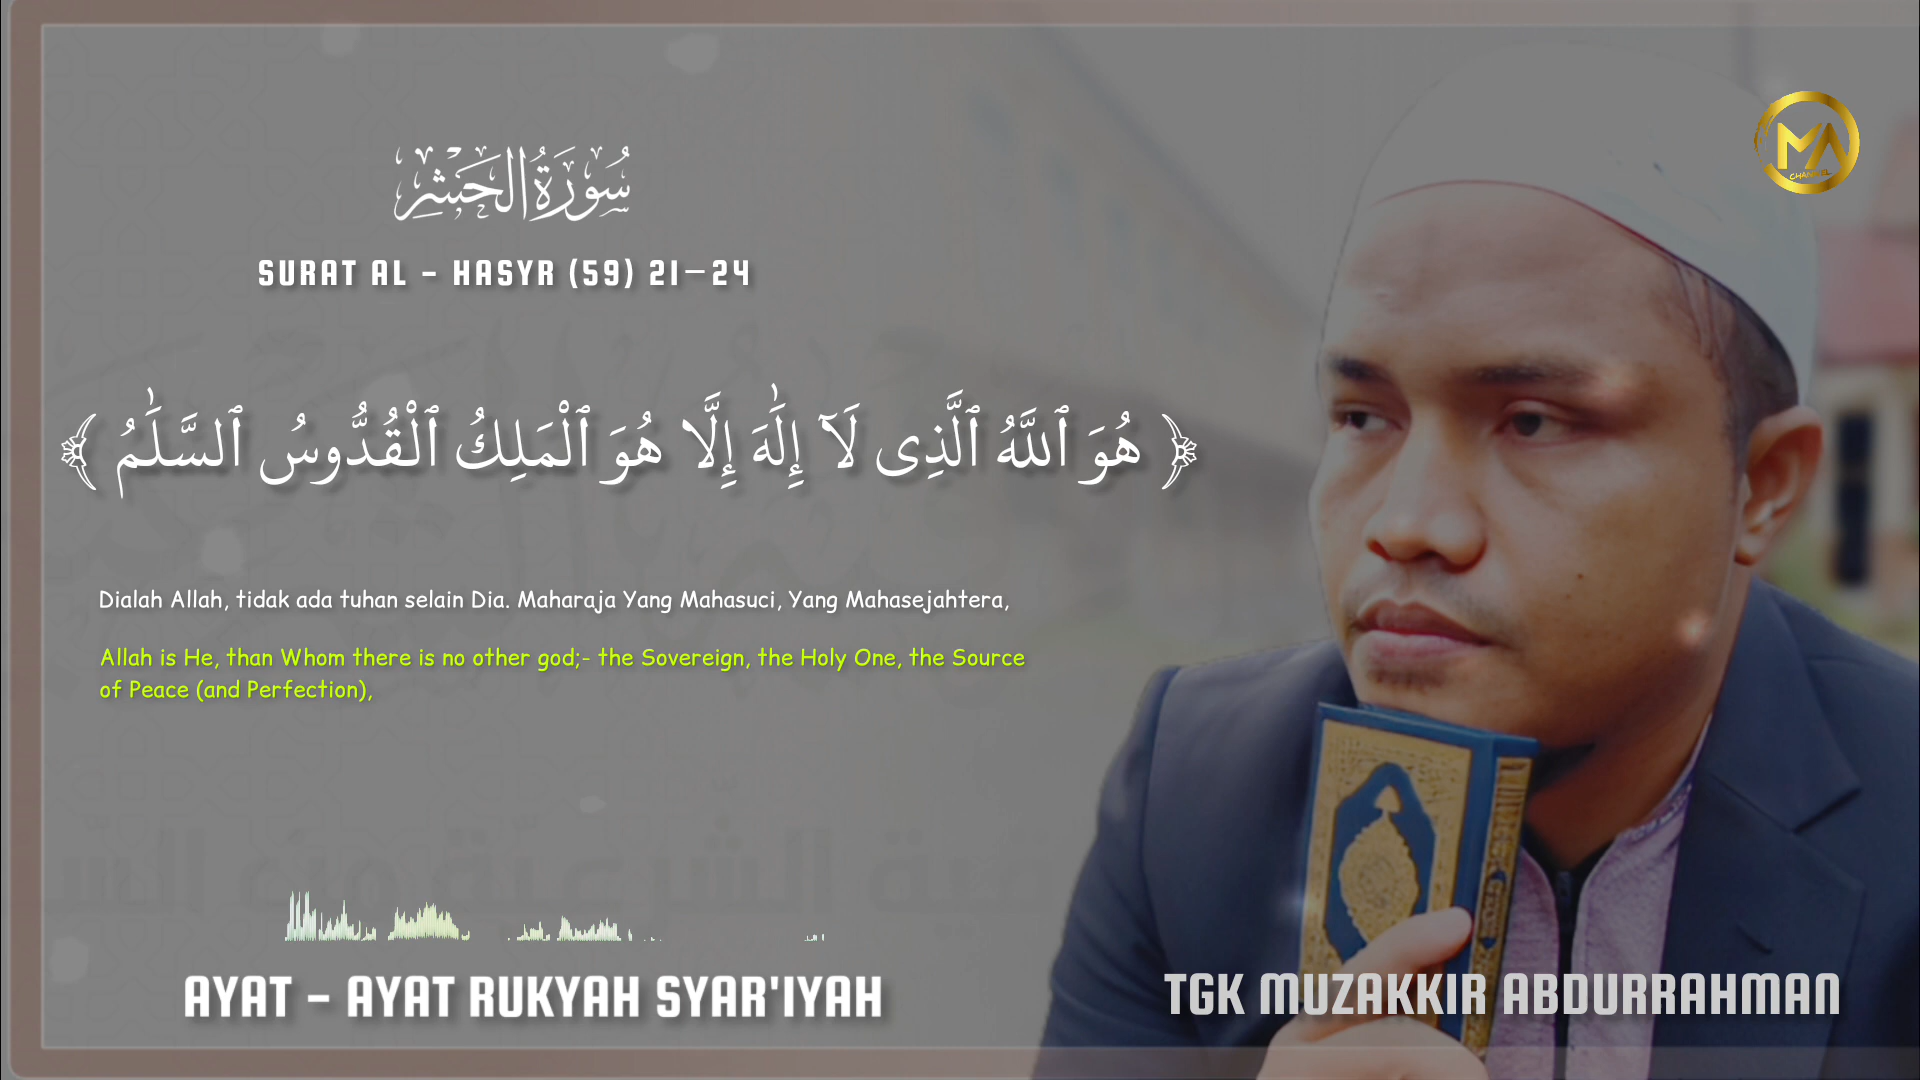 سُورَةُ الحَشْرِ
SURAT AL - HASYR (59) 21–24
﴿ هُوَ ٱللَّهُ ٱلَّذِى لَآ إِلَٰهَ إِلَّا هُوَ ٱلْمَلِكُ ٱلْقُدُّوسُ ٱلسَّلَٰمُ ﴾
Dialah Allah, tidak ada tuhan selain Dia. Maharaja Yang Mahasuci, Yang Mahasejahtera,
Allah is He, than Whom there is no other god;- the Sovereign, the Holy One, the Source
of Peace (and Perfection),
AYAT - AYAT RUKYAH SYAR'IYAH
TGK MUZAKKIR ABDURRAHMAN
MA
CHANNEL